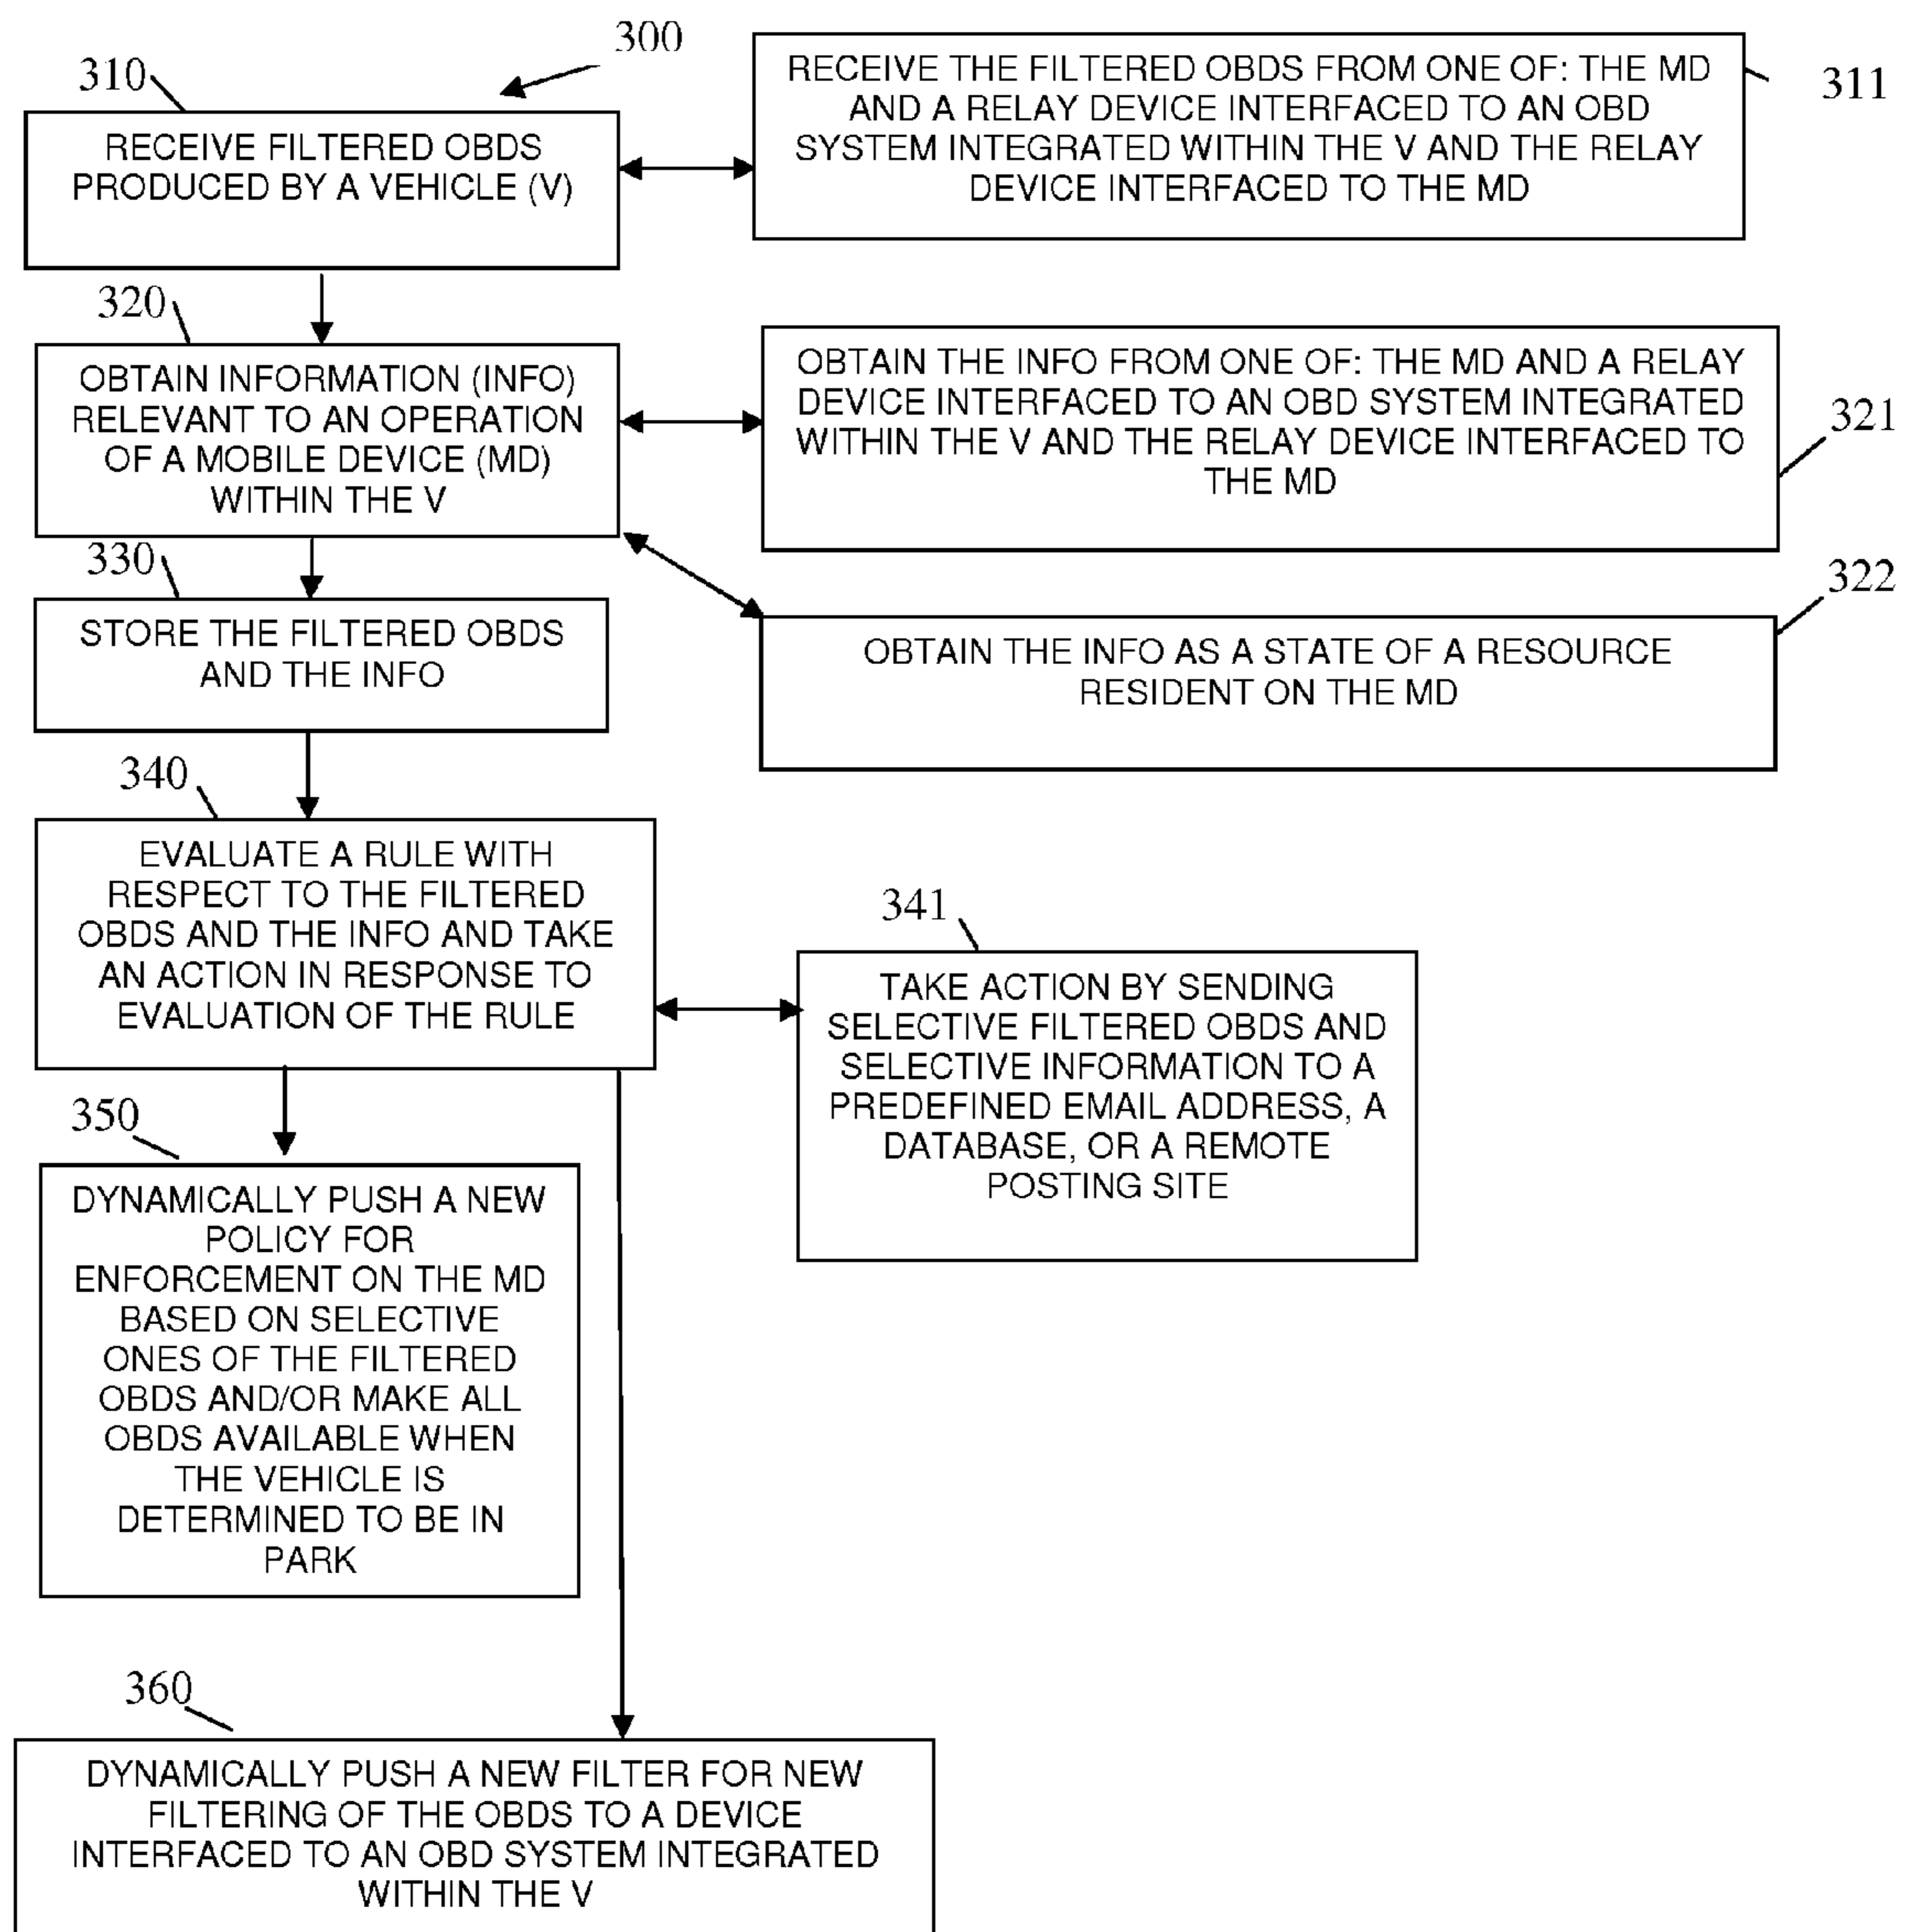 300
310
RECEIVE FILTERED OBDS
PRODUCED BY A VEHICLE (V)
RECEIVE THE FILTERED OBDS FROM ONE OF: THE MD
AND A RELAY DEVICE INTERFACED TO AN OBD
SYSTEM INTEGRATED WITHIN THE V AND THE RELAY
DEVICE INTERFACED TO THE MD
311
320
OBTAIN INFORMATION (INFO)
RELEVANT TO AN OPERATION
OF A MOBILE DEVICE (MD)
WITHIN THE V
OBTAIN THE INFO FROM ONE OF: THE MD AND A RELAY
DEVICE INTERFACED TO AN OBD SYSTEM INTEGRATED
WITHIN THE V AND THE RELAY DEVICE INTERFACED TO
THE MD
321
322
OBTAIN THE INFO AS A STATE OF A RESOURCE
RESIDENT ON THE MD
330
STORE THE FILTERED OBDS
AND THE INFO
340
EVALUATE A RULE WITH
RESPECT TO THE FILTERED
OBDS AND THE INFO AND TAKE
AN ACTION IN RESPONSE TO
EVALUATION OF THE RULE
341
TAKE ACTION BY SENDING
SELECTIVE FILTERED OBDS AND
SELECTIVE INFORMATION TO A
PREDEFINED EMAIL ADDRESS, A
DATABASE, OR A REMOTE
POSTING SITE
350
DYNAMICALLY PUSH A NEW
POLICY FOR
ENFORCEMENT ON THE MD
BASED ON SELECTIVE
ONES OF THE FILTERED
OBDS AND/OR MAKE ALL
OBDS AVAILABLE WHEN
THE VEHICLE IS
DETERMINED TO BE IN
PARK
360
DYNAMICALLY PUSH A NEW FILTER FOR NEW
FILTERING OF THE OBDS TO A DEVICE
INTERFACED TO AN OBD SYSTEM INTEGRATED
WITHIN THE V